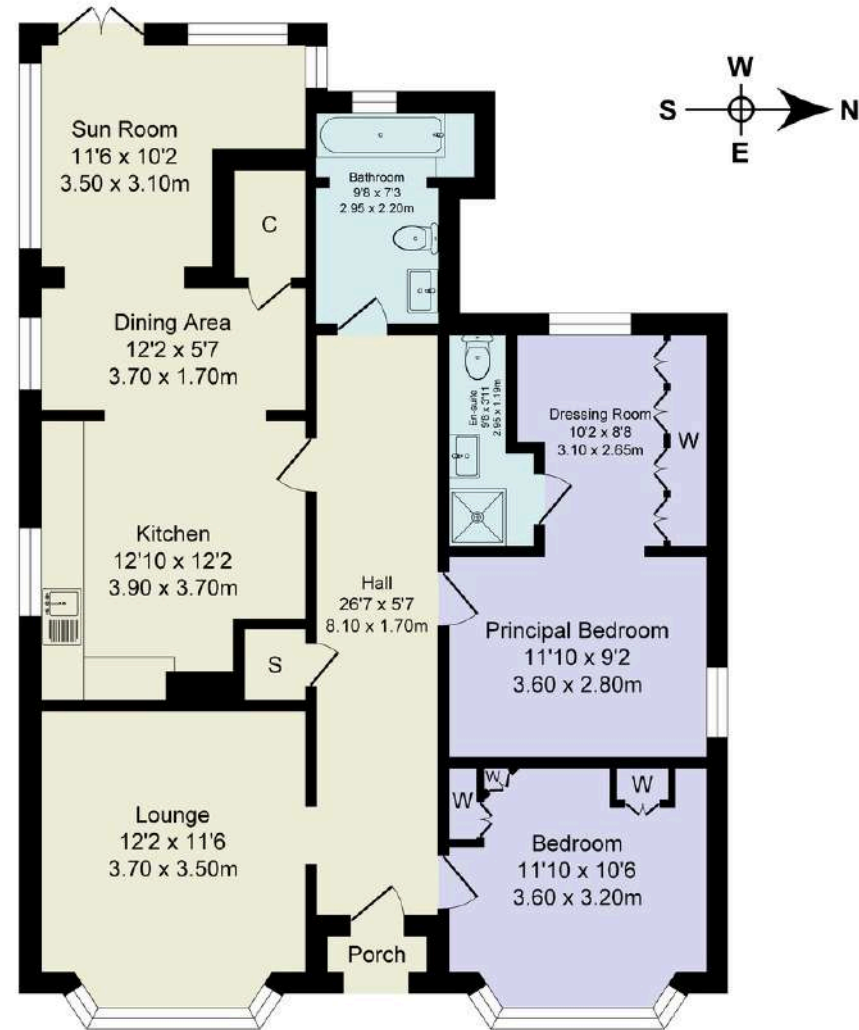 W
S
N
E
Sun Room
11'6 x 10'2
3.50 x 3.10m
Bathroom
9'8 x 7'3
2.95 x 2.20m
C
Dining Area
12'2 x 5'7
3.70 x 1.70m
En-suite
9'8 x 3'11
2.95 x 1.19m
Dressing Room
10'2 x 8'8
3.10 x 2.65m
W
Kitchen
12'10 x 12'2
3.90 x 3.70m
Hall
26'7 x 5'7
8.10 x 1.70m
Principal Bedroom
11'10 x 9'2
3.60 x 2.80m
S
Lounge
12'2 x 11'6
3.70 x 3.50m
W
W
W
Bedroom
11'10 x 10'6
3.60 x 3.20m
Porch